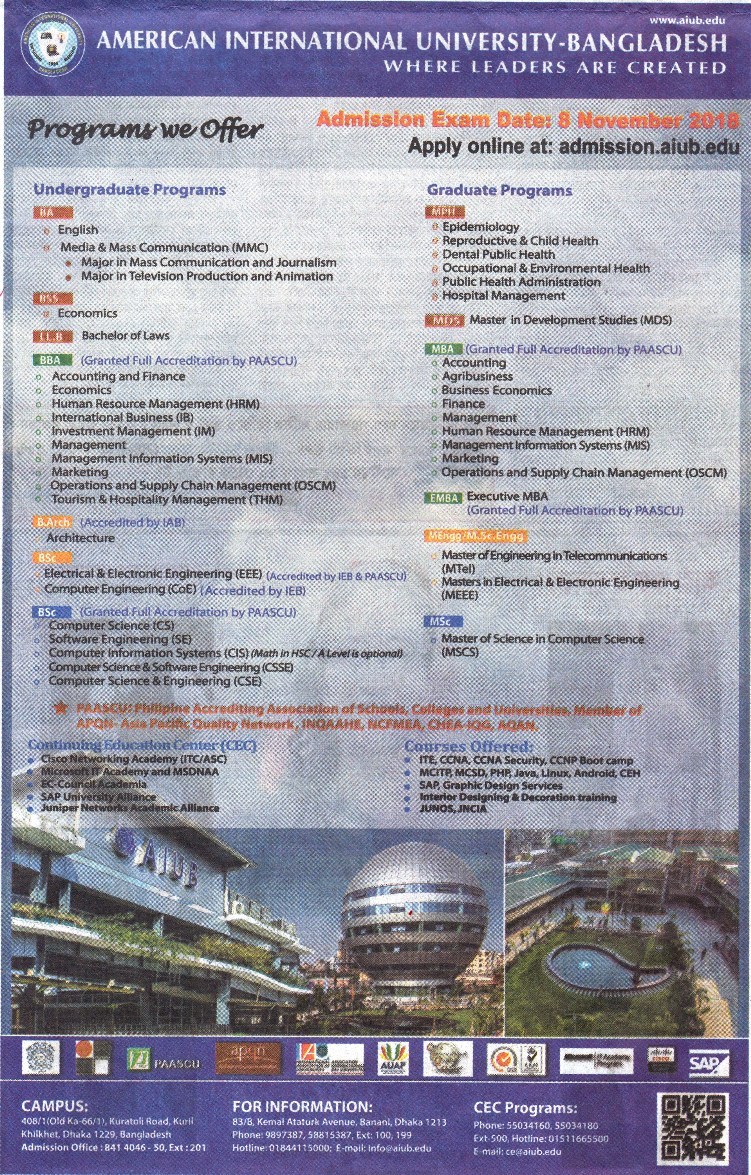 www.aiub.edu
AMERICAN INTERNATIONAL UNIVERSITY-BANGLADESH
WHERE LEADERS ARE CREATED
Programs we Offer
Admission Exam Date: 8 November 2018
Apply online at: admission.aiub.edu
Undergraduate Programs
BA
English
Media & Mass Communication (MMC)
Major in Mass Communication and Journalism
Major in Television Production and Animation
BSS
Economics
LL.B Bachelor of Laws
BBA (Granted Full Accreditation by PAASCU)
Accounting and Finance
Economics
Human Resource Management (HRM)
International Business (IB)
Investment Management (IM)
Management
Management Information Systems (MIS)
Marketing
Operations and Supply Chain Management (OSCM)
Tourism & Hospitality Management (THM)
B.Arch (Accredited by IAB)
Architecture
BSc
Electrical & Electronic Engineering (EEE) (Accredited by IEB & PAASCU)
Computer Engineering (CoE) (Accredited by IEB)
BSc (Granted Full Accreditation by PAASCU)
Computer Science (CS)
Software Engineering (SE)
Computer Information Systems (CIS) (Math in HSC / A Level is optional)
Computer Science & Software Engineering (CSSE)
Computer Science & Engineering (CSE)
Graduate Programs
MPH
Epidemiology
Reproductive & Child Health
Dental Public Health
Occupational & Environmental Health
Public Health Administration
Hospital Management
MDS Master in Development Studies (MDS)
MBA (Granted Full Accreditation by PAASCU)
Accounting
Agribusiness
Business Economics
Finance
Management
Human Resource Management (HRM)
Management Information Systems (MIS)
Marketing
Operations and Supply Chain Management (OSCM)
EMBA Executive MBA
(Granted Full Accreditation by PAASCU)
MEngg/M.Sc.Engg
Master of Engineering in Telecommunications
(MTel)
Masters in Electrical & Electronic Engineering
(MEEE)
MSc
Master of Science in Computer Science
(MSCS)
PAASCU: Philipine Accrediting Association of Schools, Colleges and Universities, Member of
APQN- Asia Pacific Quality Network, INQAAHE, NCFMEA, CHEA-IQG, AQAN.
Continuing Education Center (CEC)
Cisco Networking Academy (ITC/ASC)
Microsoft IT Academy and MSDNAA
EC-Council Academia
SAP University Alliance
Juniper Networks Academic Alliance
Courses Offered:
ITE, CCNA, CCNA Security, CCNP Boot camp
MCITP, MCSD, PHP, Java, Linux, Android, CEH
SAP, Graphic Design Services
Interior Designing & Decoration training
JUNOS, JNCIA
AIUB
PAASCU
apqn
AUAP
SAP
CAMPUS:
408/1(Old Ka-66/1), Kuratoli Road, Kuril
Khilkhet, Dhaka 1229, Bangladesh
Admission Office : 841 4046 - 50, Ext : 201
FOR INFORMATION:
83/B, Kemal Ataturk Avenue, Banani, Dhaka 1213
Phone: 9897387, 58815387, Ext: 100, 199
Hotline: 01844115000; E-mail: info@aiub.edu
CEC Programs:
Phone: 55034160, 55034180
Ext-500, Hotline: 01511665500
E-mail: ce@aiub.edu